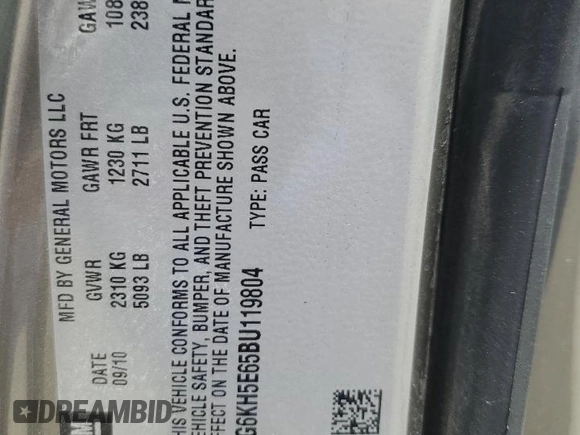 MFD BY GENERAL MOTORS LLC
DATE GVWR GAWR FRT GAW
09/10 2310 KG 1230 KG 108
5093 LB 2711 LB 238
THIS VEHICLE CONFORMS TO ALL APPLICABLE U.S. FEDERAL
VEHICLE SAFETY, BUMPER, AND THEFT PREVENTION STANDAR
EFFECT ON THE DATE OF MANUFACTURE SHOWN ABOVE.
G6KH5E65BU119804 TYPE: PASS CAR
DREAMBID